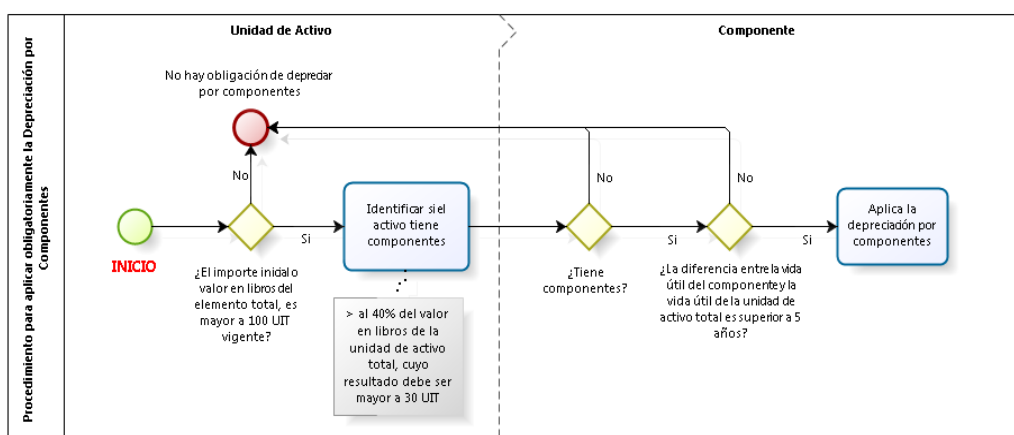 Procedimiento para aplicar obligatoriamente la Depreciación por
Componentes
Unidad de Activo
Componente
No hay obligación de depreciar
por componentes
No
No
No
INICIO
Si
¿El importe inicial o
valor en libros del
elemento total, es
mayor a 100 UIT
vigente?
Identificar si el
activo tiene
componentes
> al 40% del valor
en libros de la
unidad de activo
total, cuyo
resultado debe ser
mayor a 30 UIT
¿Tiene
componentes?
Si
¿La diferencia entre la vida
útil del componente y la
vida útil de la unidad de
activo total es superior a 5
años?
Si
Aplica la
depreciación por
componentes